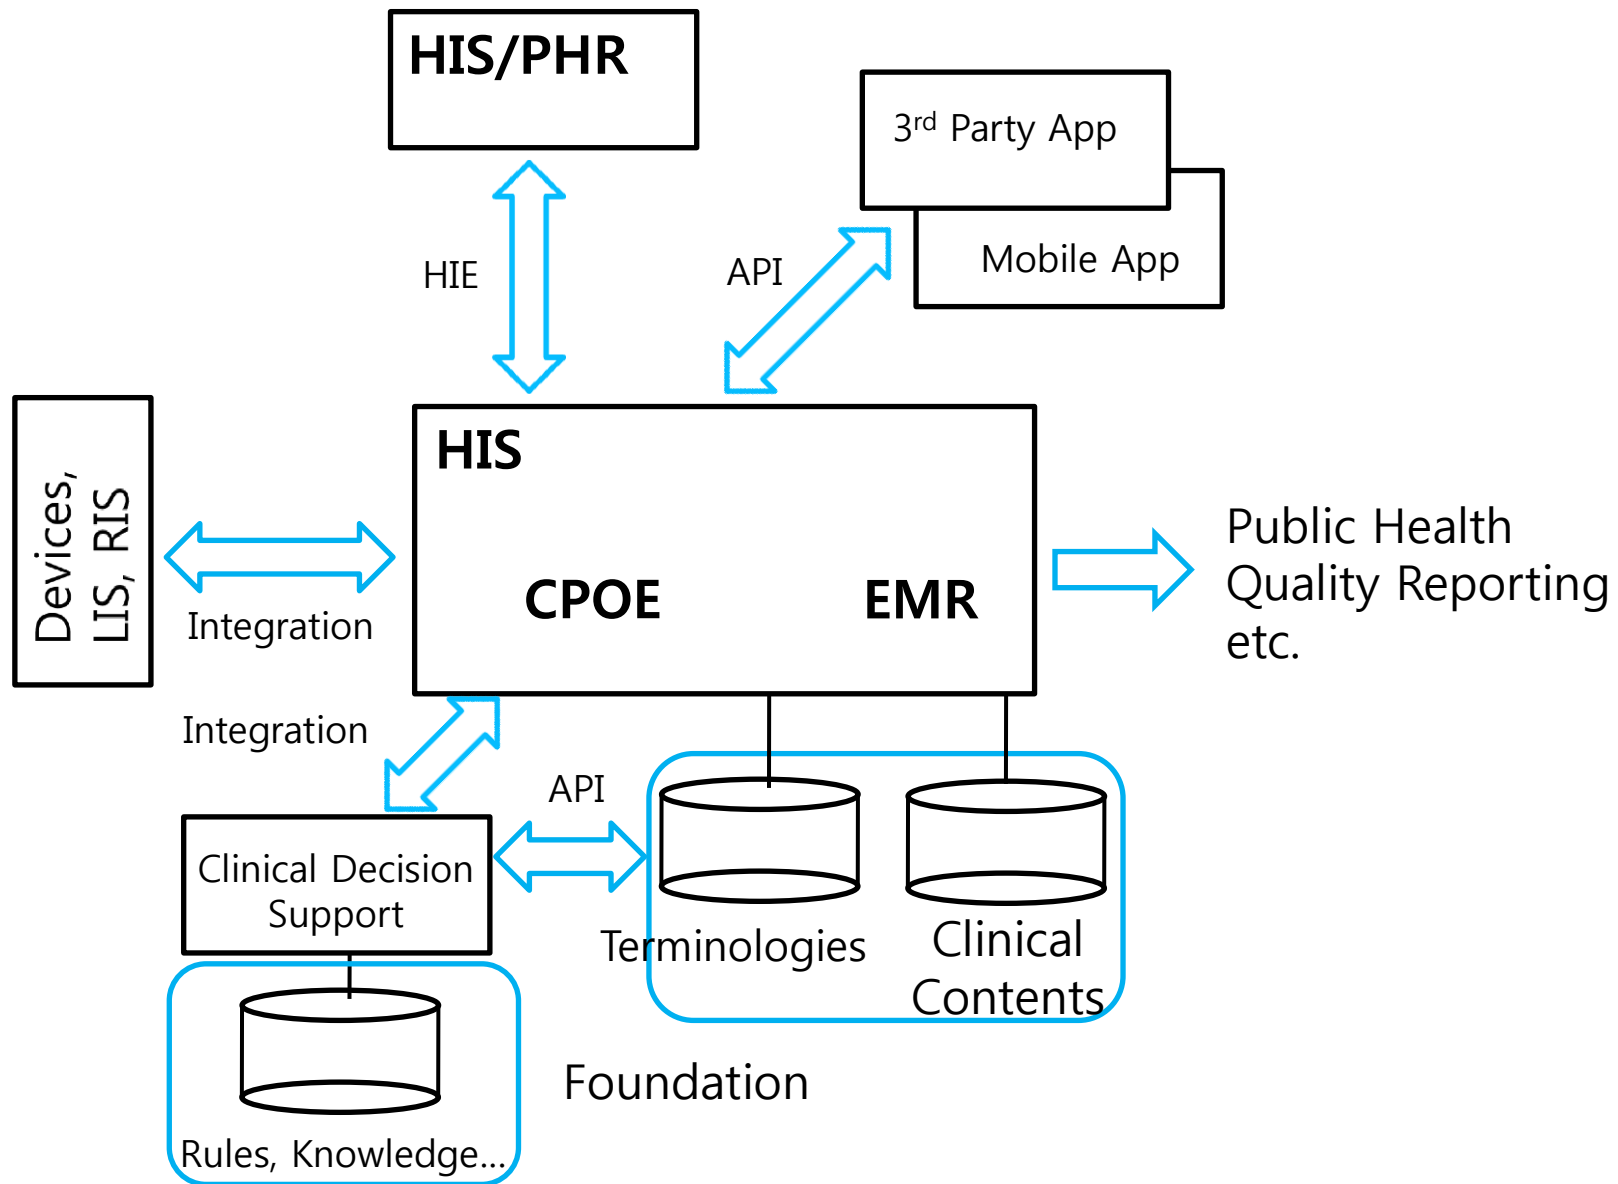 HIS/PHR
3rd Party App
Mobile App
HIE
API
HIS
CPOE
EMR
Devices,
LIS, RIS
Integration
Public Health
Quality Reporting
etc.
Integration
API
Clinical Decision
Support
Terminologies
Clinical
Contents
Foundation
Rules, Knowledge...